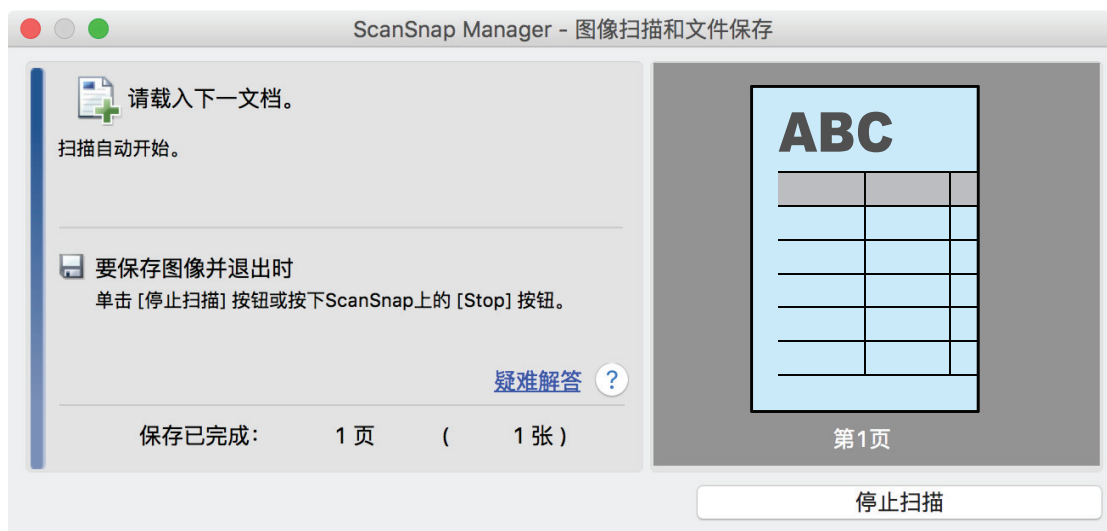 ScanSnap Manager - 图像扫描和文件保存
请载入下一文档。
扫描自动开始。
要保存图像并退出时
单击 [停止扫描] 按钮或按下ScanSnap上的 [Stop] 按钮。
疑难解答 ?
保存已完成： 1 页 ( 1 张 )
ABC
第1页
停止扫描